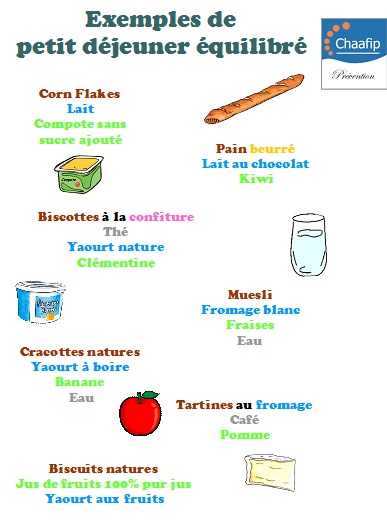 Exemples de
petit déjeuner équilibré
Chaafip
Prévention
Corn Flakes
Lait
Compote sans
sucre ajouté
Pain beurré
Lait au chocolat
Kiwi
Compote
Biscottes à la confiture
Thé
Yaourt nature
Clémentine
Muesli
Fromage blanc
Fraises
Eau
Cracottes natures
Yaourt à boire
Banane
Eau
Tartines au fromage
Café
Pomme
Biscuits natures
Jus de fruits 100% pur jus
Yaourt aux fruits